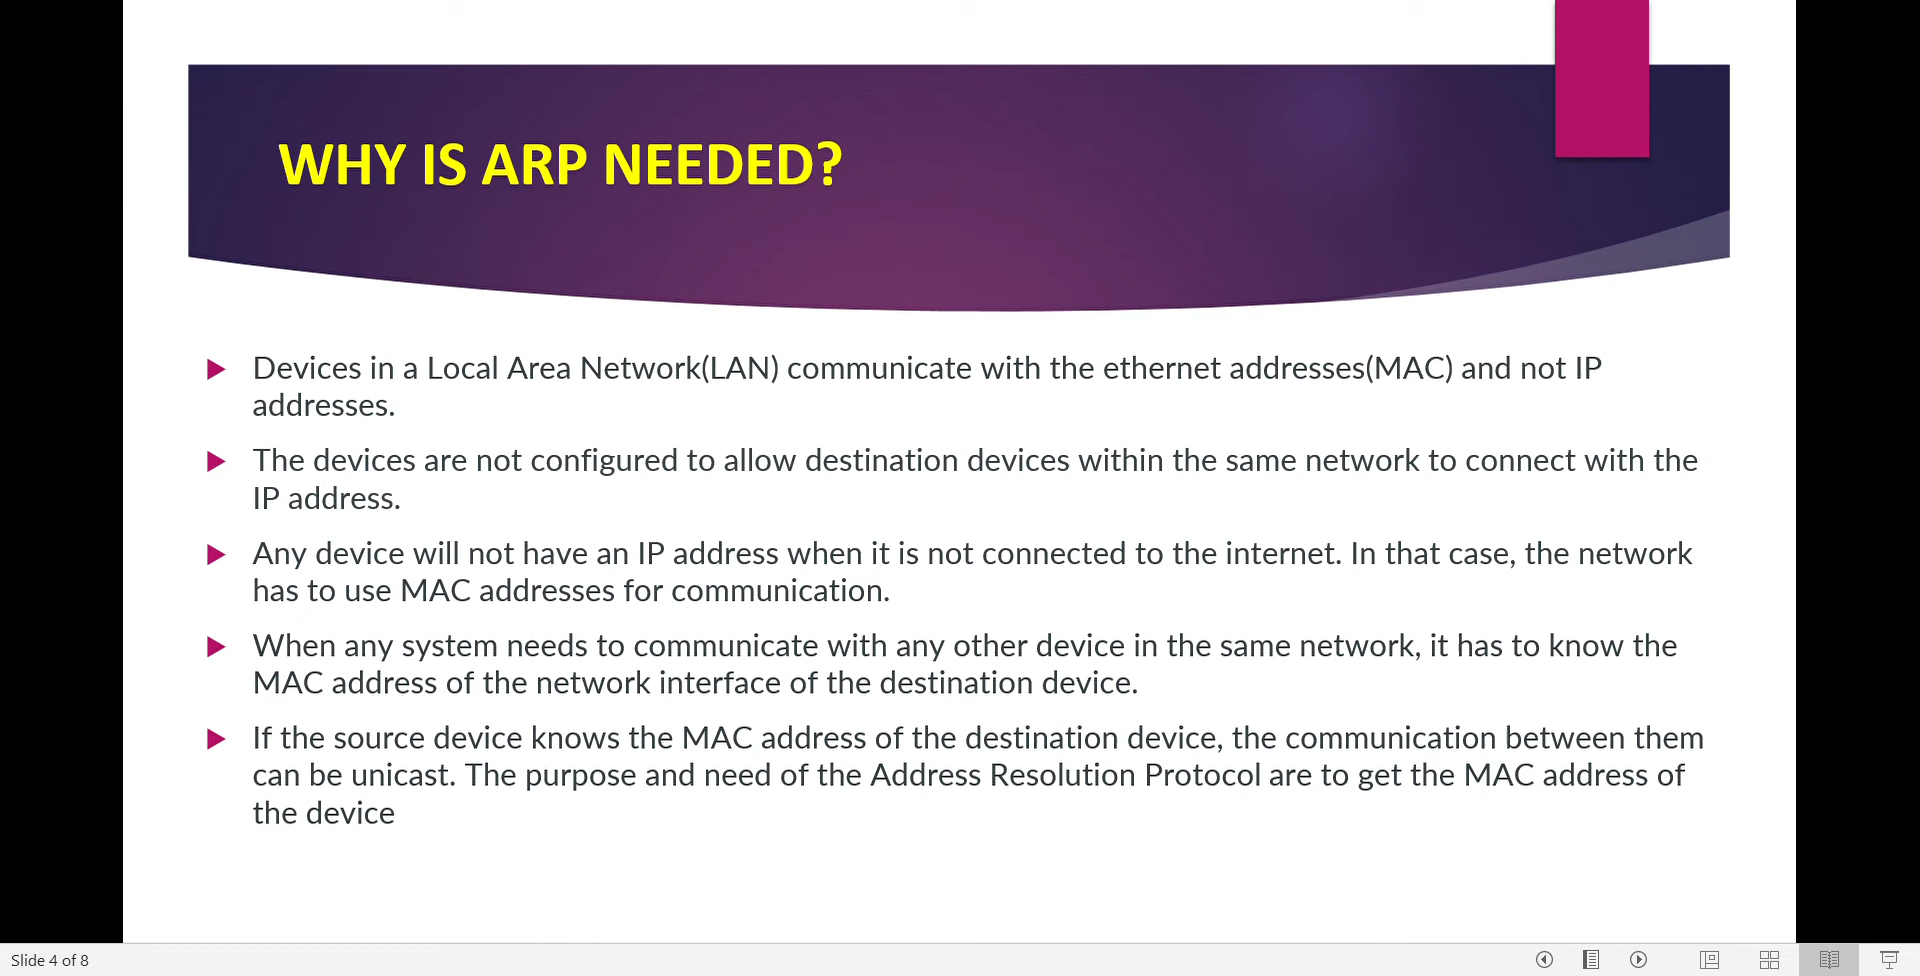 WHY IS ARP NEEDED?
Devices in a Local Area Network(LAN) communicate with the ethernet addresses(MAC) and not IP
addresses.
The devices are not configured to allow destination devices within the same network to connect with the
IP address.
Any device will not have an IP address when it is not connected to the internet. In that case, the network
has to use MAC addresses for communication.
When any system needs to communicate with any other device in the same network, it has to know the
MAC address of the network interface of the destination device.
If the source device knows the MAC address of the destination device, the communication between them
can be unicast. The purpose and need of the Address Resolution Protocol are to get the MAC address of
the device
Slide 4 of 8